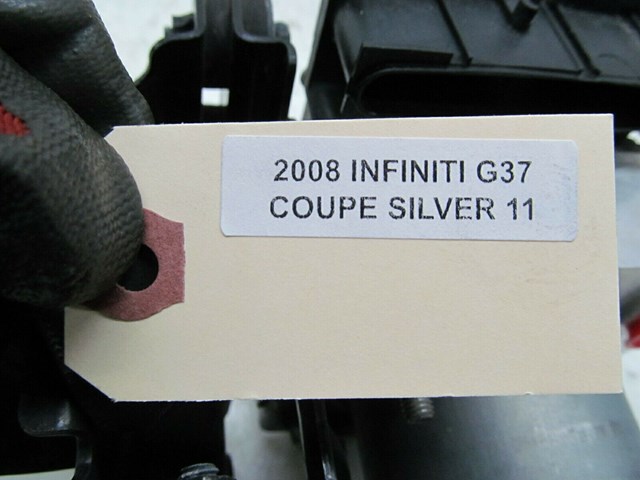 2008 INFINITI G37
COUPE SILVER 11